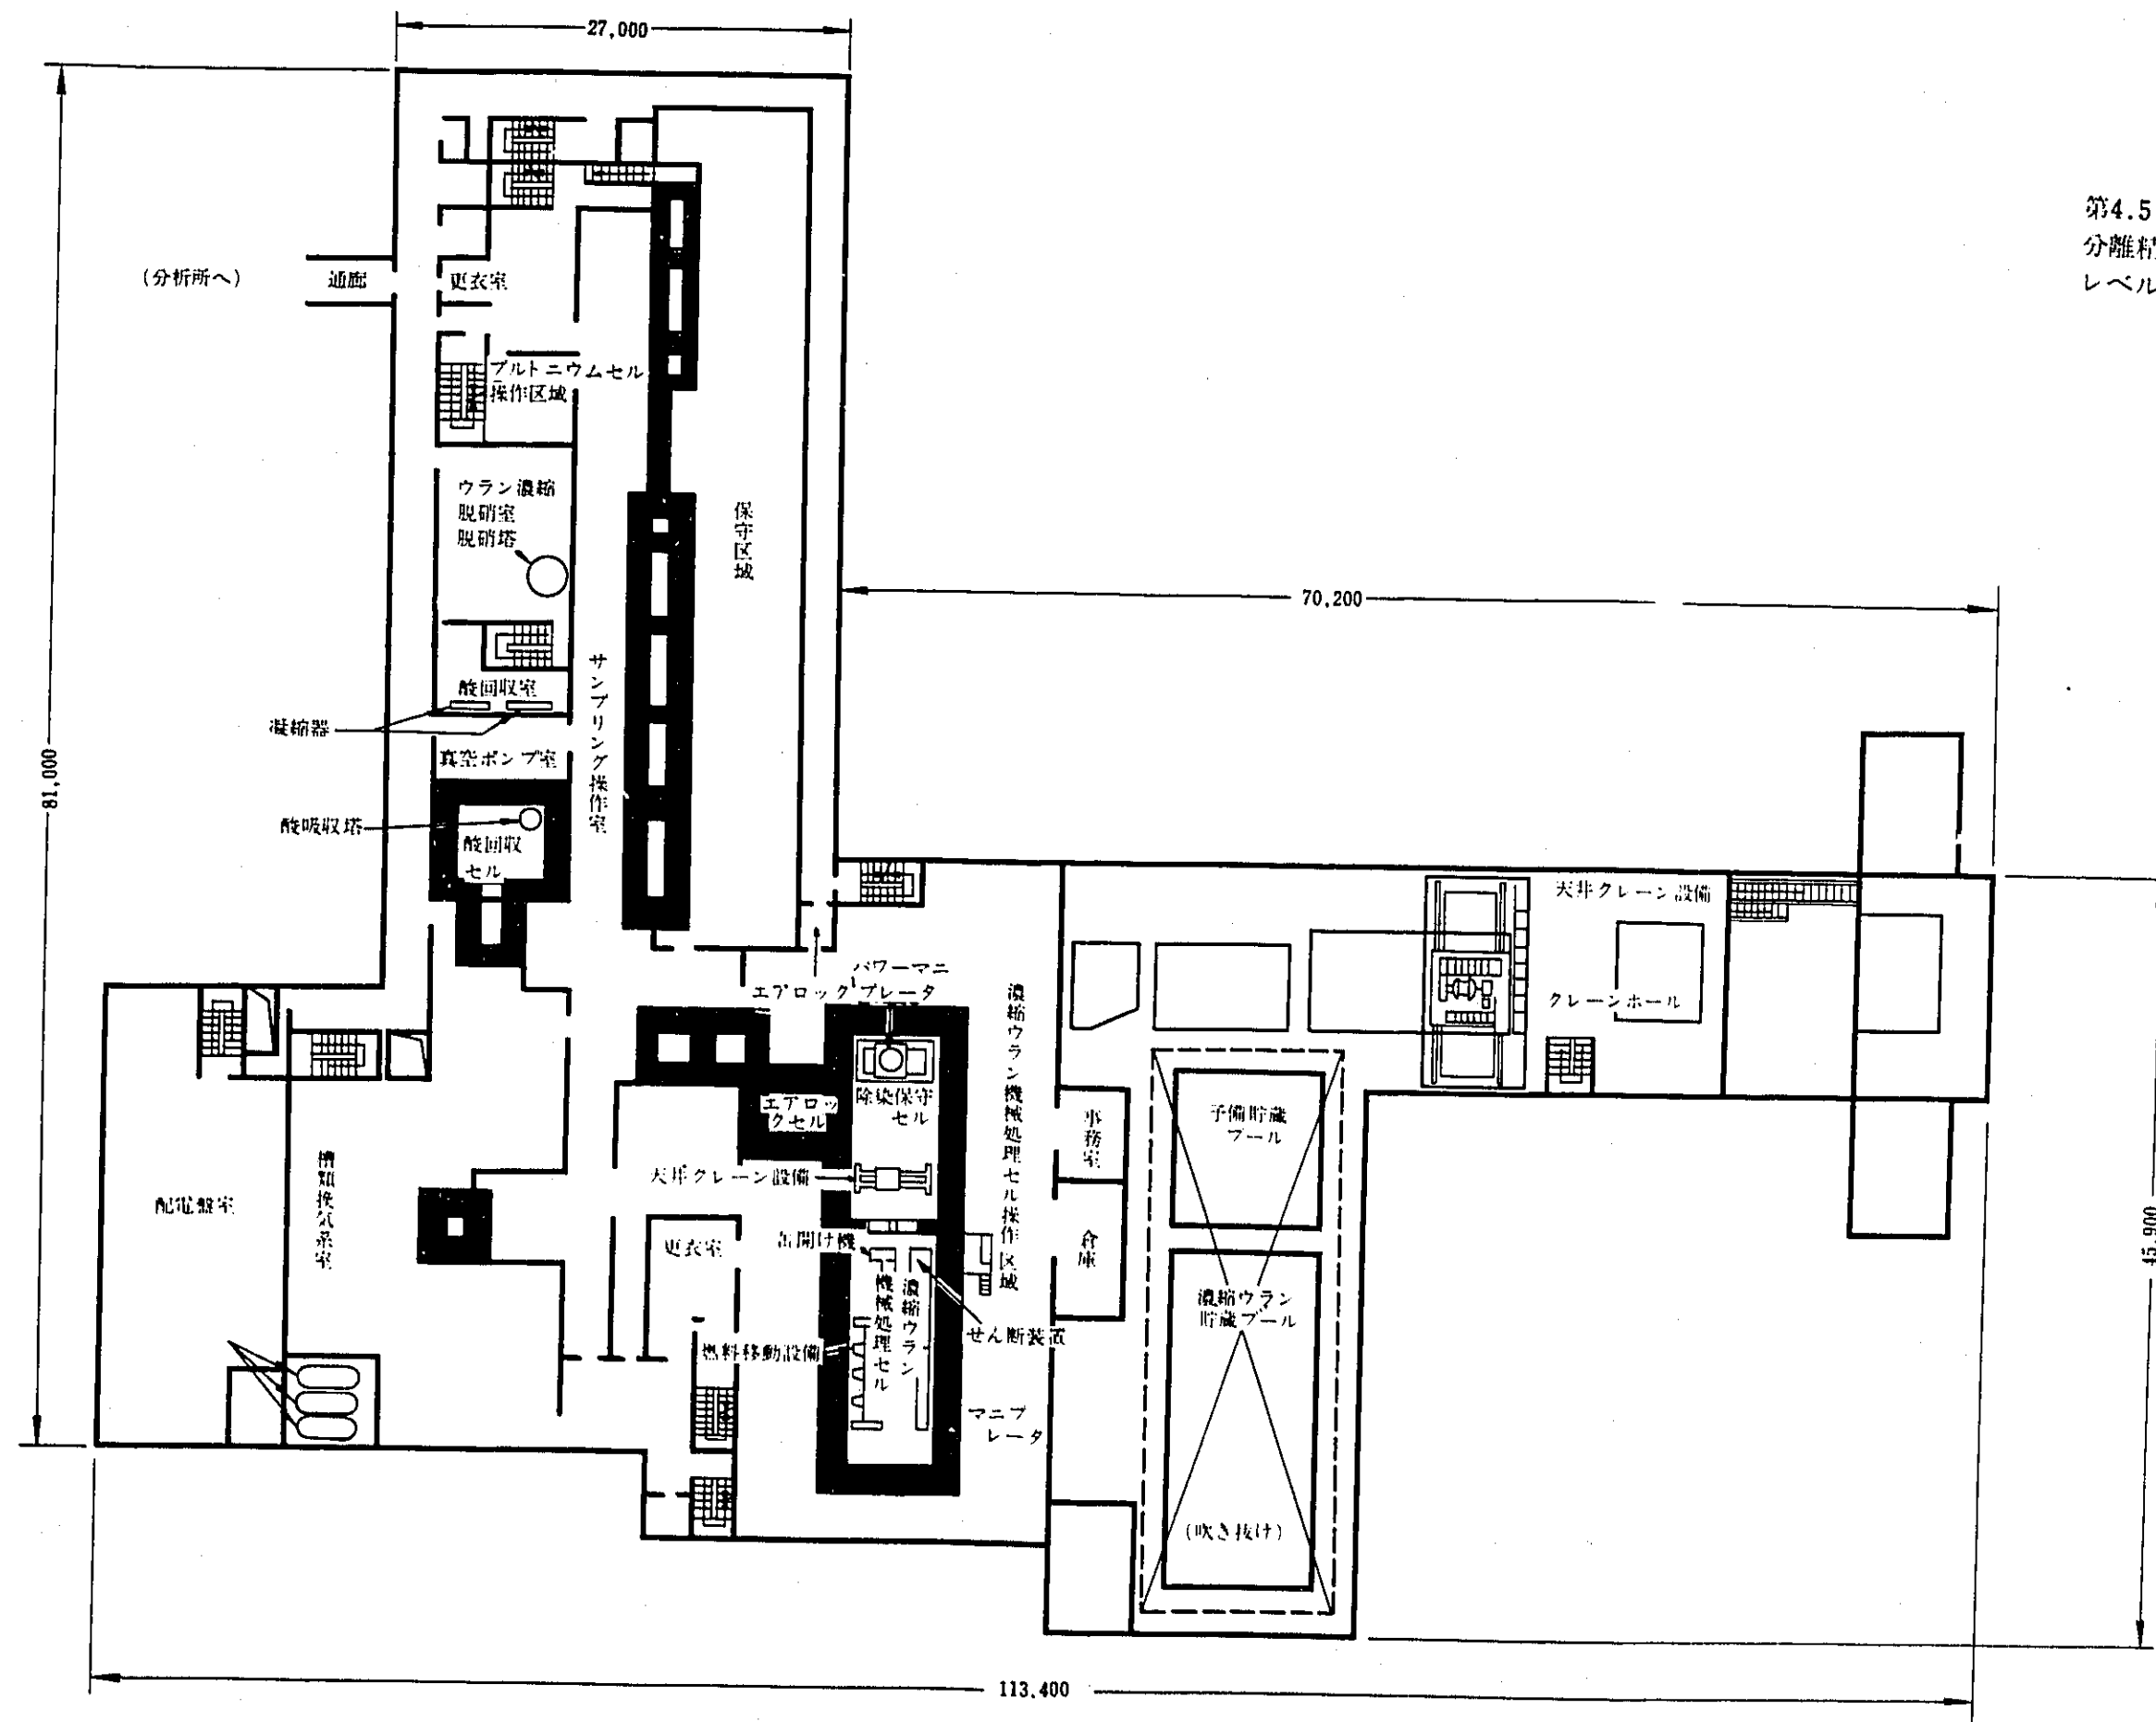 27,000
第4.5
分離精
レベル
(分析所へ)
通廊
更衣室
プルトニウムセル
操作区域
ウラン濃縮
脱硝室
脱硝塔
保守区域
70,200
サンプリング操作室
酸回収室
凝縮器
真空ポンプ室
81,000
酸吸収塔
酸回収
セル
天井クレーン設備
パワーマニ
プレータ
エアロック
クレーンホール
濃縮ウラン機械処理セル操作区域
除染保守
セル
エアロッ
クセル
予備貯蔵
プール
事務室
天井クレーン設備
配電盤室
槽類換気系室
更衣室
缶開け機
倉庫
45,900
濃縮ウラン
機械処理セル
濃縮ウラン
貯蔵プール
せん断装置
燃料移動設備
マニプ
レータ
(吹き抜け)
113,400